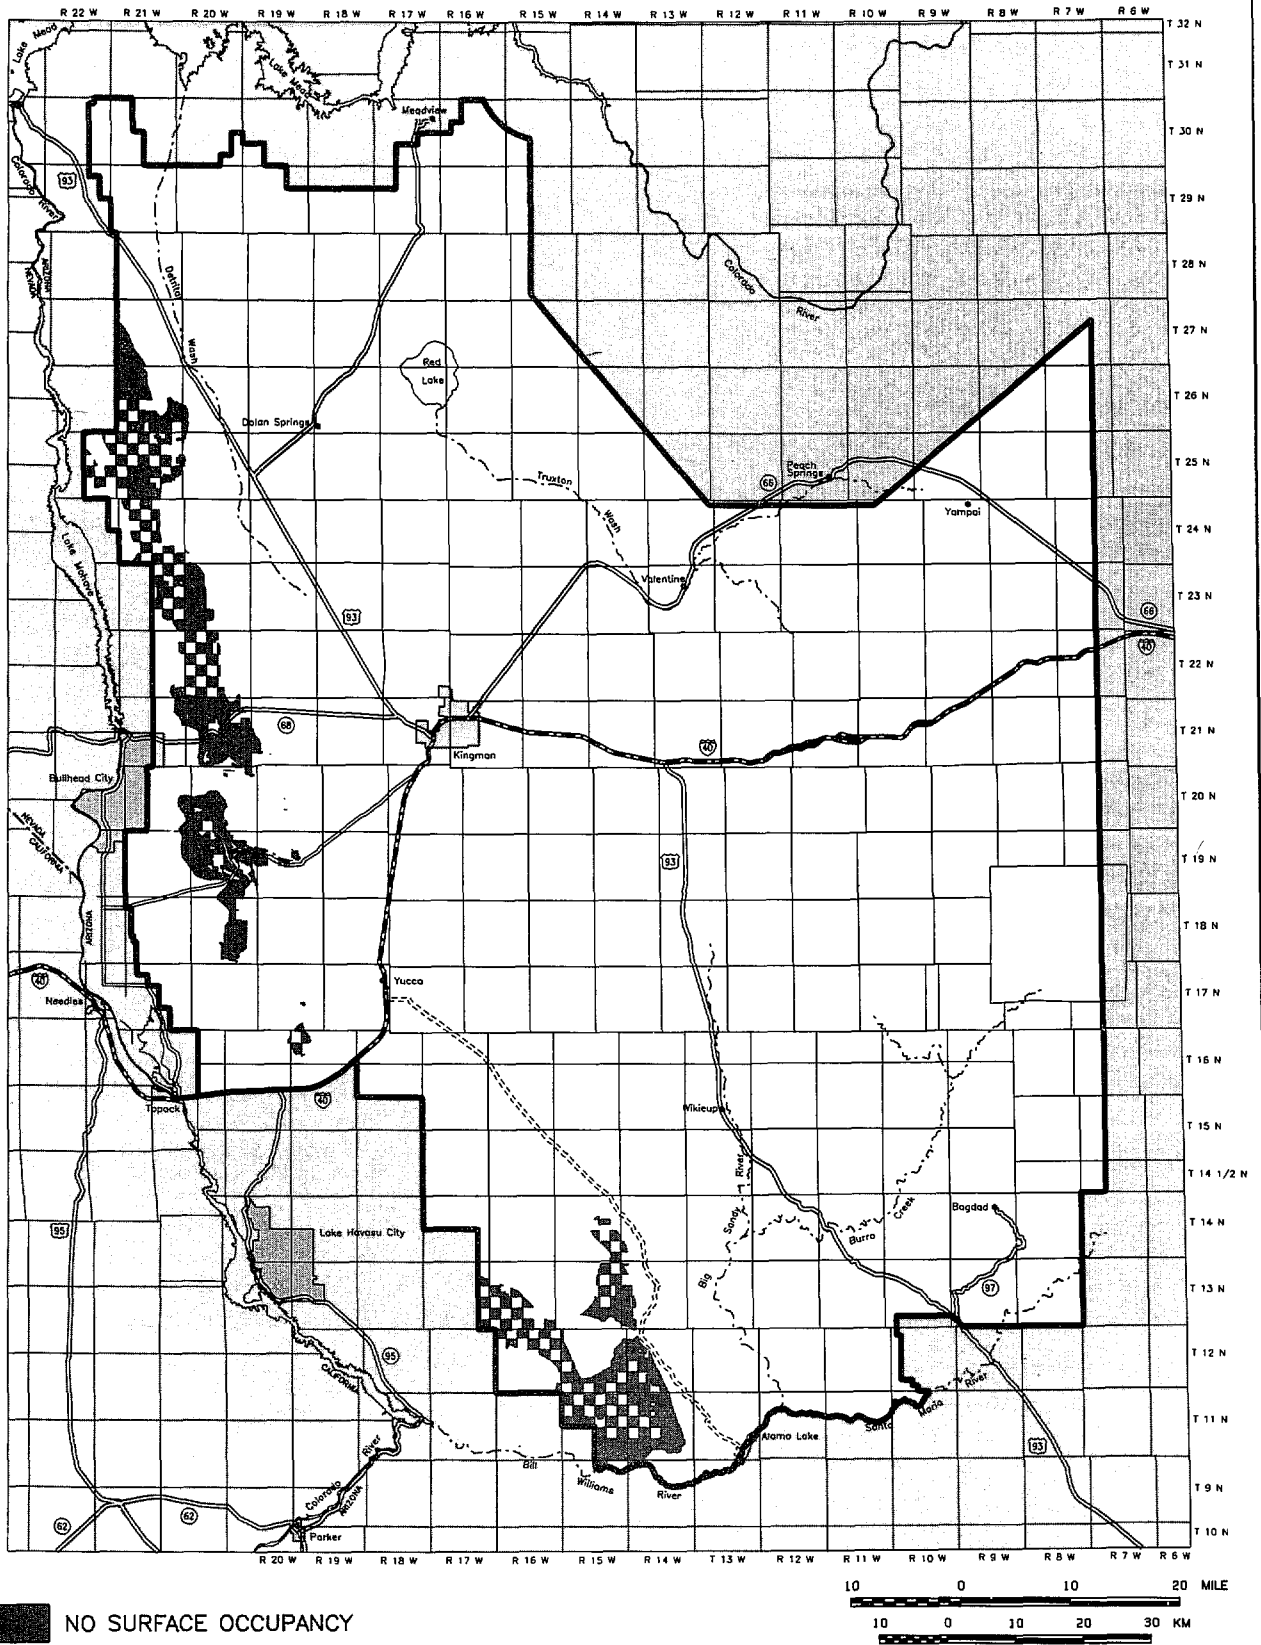 R 22 W R 21 W R 20 W R 19 W R 18 W R 17 W R 16 W R 15 W R 14 W R 13 W R 12 W R 11 W R 10 W R 9 W R 8 W R 7 W R 6 W
T 32 N
Lake Mead
Lake Mead
T 31 N
Meadview
T 30 N
Colorado River
93
T 29 N
ARIZONA
NEVADA
Detrital
Wash
Colorado
River
T 28 N
T 27 N
Red
Lake
T 26 N
Dolan Springs
Peach
Springs
T 25 N
66
Truxton
Wash
Yampai
T 24 N
Lake Mohave
Valentine
T 23 N
66
93
40
T 22 N
68
T 21 N
40
Kingman
Bullhead City
T 20 N
NEVADA
CALIFORNIA
93
T 19 N
ARIZONA
T 18 N
40
Needles
Yucca
T 17 N
T 16 N
40
Topock
Wikieup
T 15 N
River
T 14 1/2 N
95
Lake Havasu City
Sandy
Big
Creek
Burro
Bagdad
T 14 N
97
T 13 N
95
CALIFORNIA
T 12 N
River
Maria
Santa
T 11 N
Alamo Lake
93
River
Bill
Williams
River
T 9 N
Colorado
ARIZONA
62
62
Parker
T 10 N
R 20 W R 19 W R 18 W R 17 W R 16 W R 15 W R 14 W T 13 W R 12 W R 11 W R 10 W R 9 W R 8 W R 7 W R 6 W
10 0 10 20 MILE
NO SURFACE OCCUPANCY
10 0 10 20 30 KM